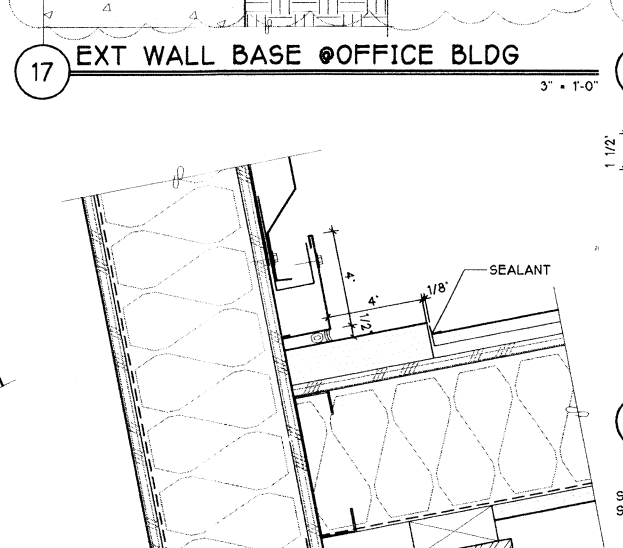 17
EXT WALL BASE @OFFICE BLDG
3" = 1'-0"
1 1/2'
4'
4'
1/8'
1/2'
SEALANT
S
S